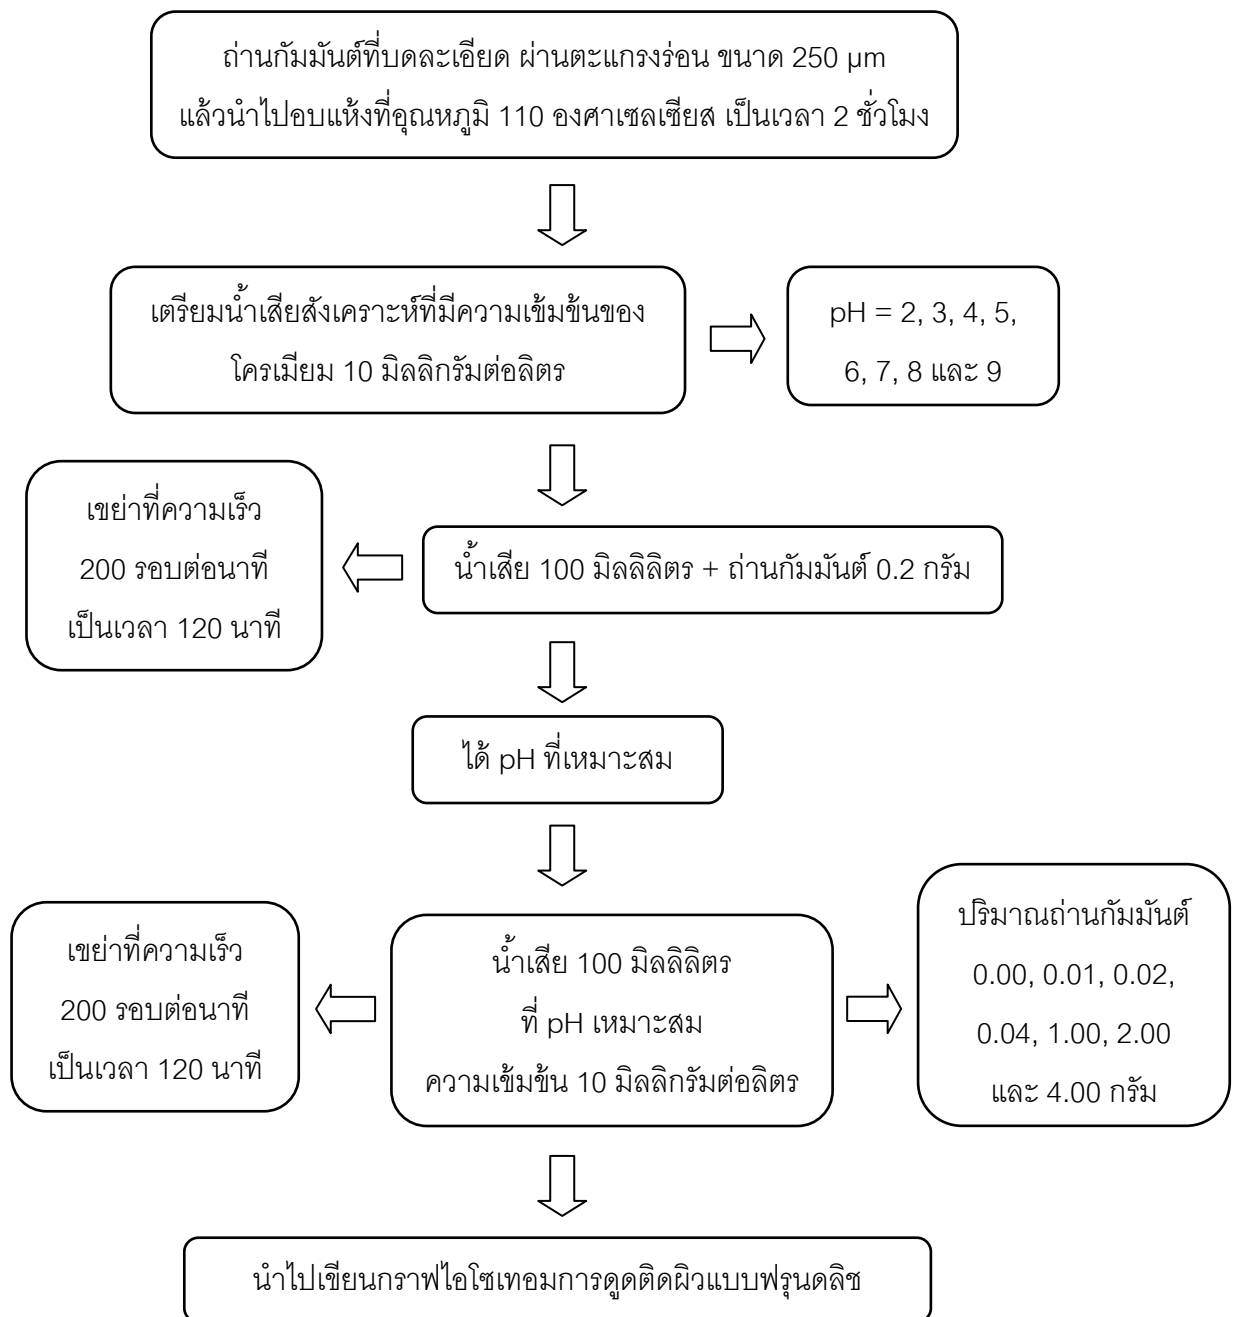 ถ่านกัมมันต์ที่บดละเอียด ผ่านตะแกรงร่อน ขนาด 250 µm
แล้วนำไปอบแห้งที่อุณหภูมิ 110 องศาเซลเซียส เป็นเวลา 2 ชั่วโมง
เตรียมน้ำเสียสังเคราะห์ที่มีความเข้มข้นของ
โครเมียม 10 มิลลิกรัมต่อลิตร
pH = 2, 3, 4, 5,
6, 7, 8 และ 9
เขย่าที่ความเร็ว
200 รอบต่อนาที
เป็นเวลา 120 นาที
น้ำเสีย 100 มิลลิลิตร + ถ่านกัมมันต์ 0.2 กรัม
ได้ pH ที่เหมาะสม
เขย่าที่ความเร็ว
200 รอบต่อนาที
เป็นเวลา 120 นาที
น้ำเสีย 100 มิลลิลิตร
ที่ pH เหมาะสม
ความเข้มข้น 10 มิลลิกรัมต่อลิตร
ปริมาณถ่านกัมมันต์
0.00, 0.01, 0.02,
0.04, 1.00, 2.00
และ 4.00 กรัม
นำไปเขียนกราฟไอโซเทอมการดูดติดผิวแบบฟรุนดลิช